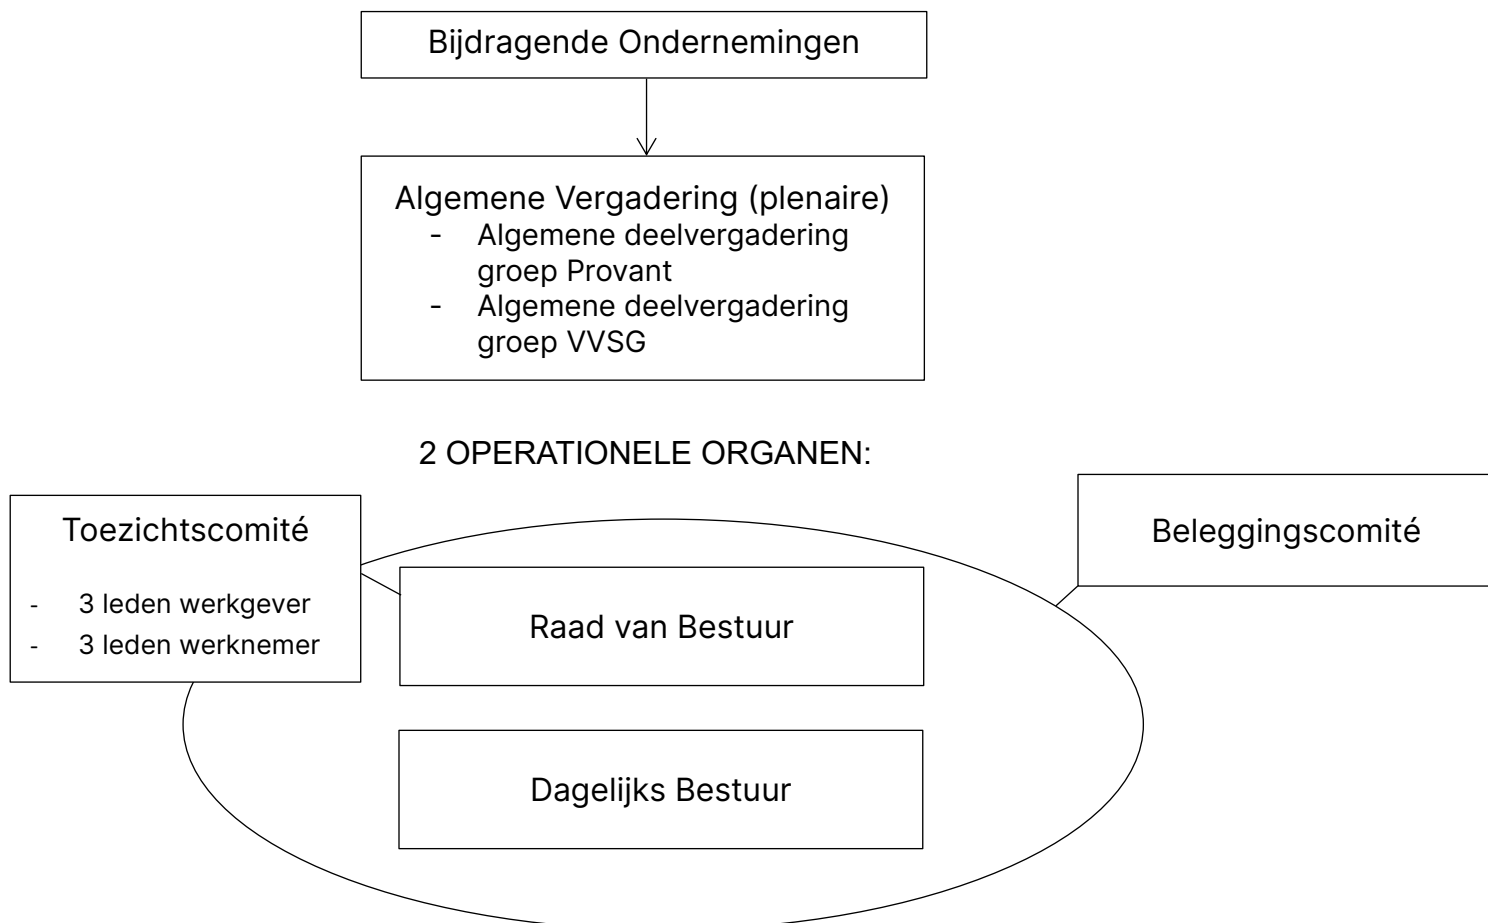 Bijdragende Ondernemingen
Algemene Vergadering (plenaire)
- Algemene deelvergadering
groep Provant
- Algemene deelvergadering
groep VVSG
2 OPERATIONELE ORGANEN:
Toezichtscomité
- 3 leden werkgever
- 3 leden werknemer
Beleggingscomité
Raad van Bestuur
Dagelijks Bestuur